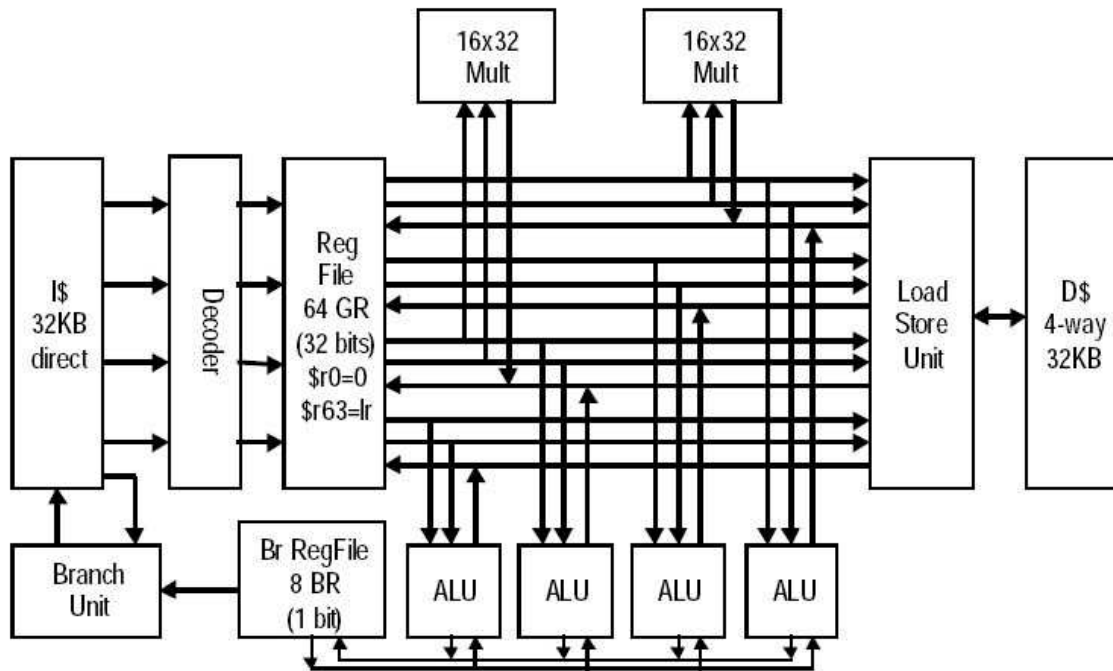 16x32
Mult
16x32
Mult
I$
32KB
direct
Decoder
Reg
File
64 GR
(32 bits)
$r0=0
$r63=lr
Load
Store
Unit
D$
4-way
32KB
Branch
Unit
Br RegFile
8 BR
(1 bit)
ALU
ALU
ALU
ALU